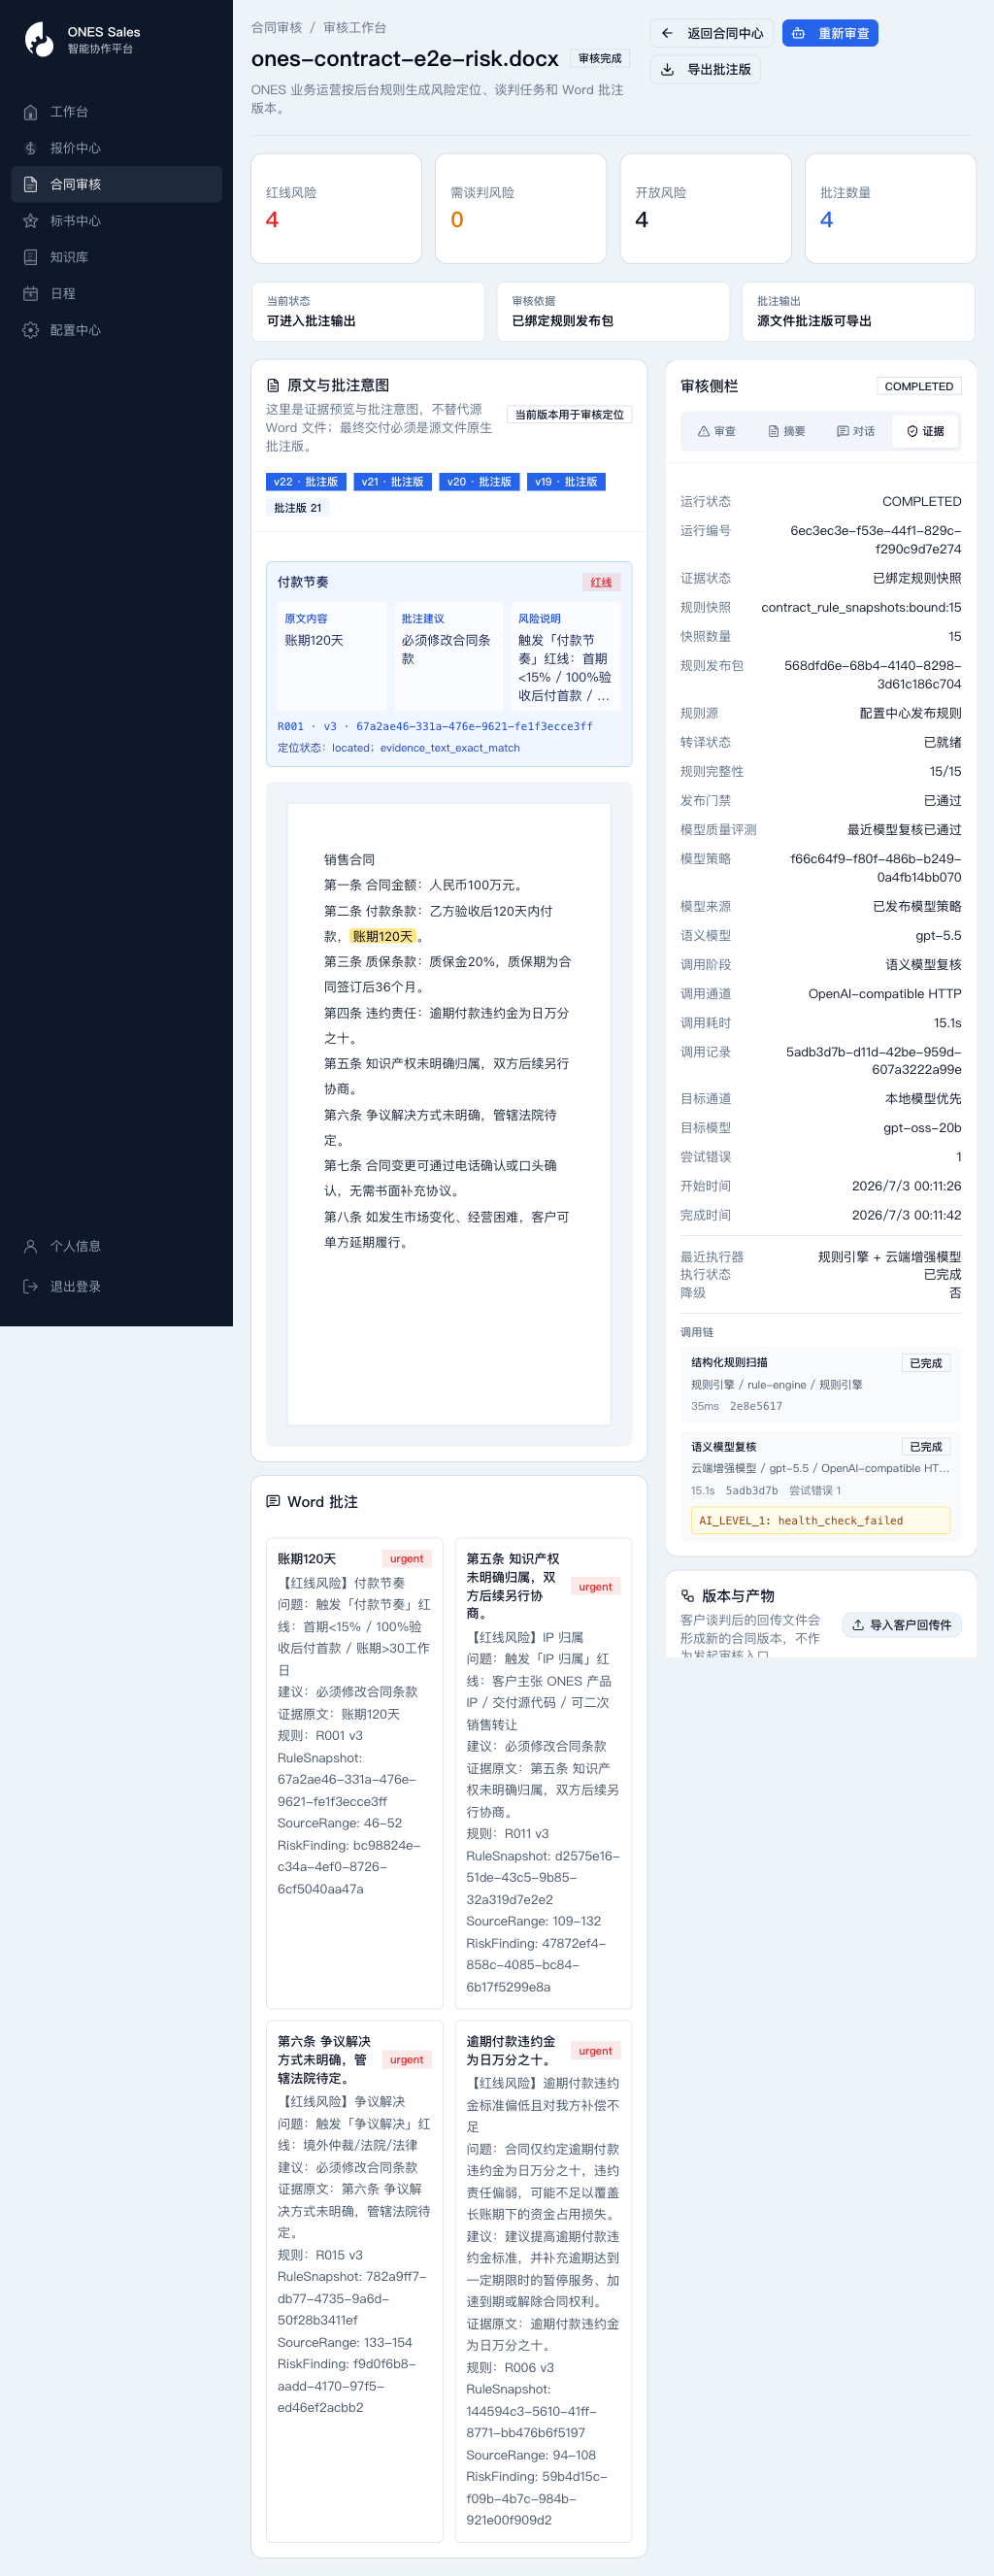 ONES Sales
智能协作平台
工作台
报价中心
合同审核
标书中心
知识库
日程
配置中心
个人信息
退出登录
合同审核 / 审核工作台
ones-contract-e2e-risk.docx 审核完成
ONES 业务运营按后台规则生成风险定位、谈判任务和 Word 批注
版本。
返回合同中心 重新审查
导出批注版
红线风险
4
需谈判风险
0
开放风险
4
批注数量
4
当前状态
可进入批注输出
审核依据
已绑定规则发布包
批注输出
源文件批注版可导出
原文与批注意图
这里是证据预览与批注意图，不替代源
Word 文件；最终交付必须是源文件原生
批注版。
当前版本用于审核定位
v22 · 批注版 v21 · 批注版 v20 · 批注版 v19 · 批注版
批注版 21
付款节奏 红线
原文内容
账期120天
批注建议
必须修改合同条
款
风险说明
触发「付款节
奏」红线：首期
<15% / 100%验
收后付首款 / ...
R001 · v3 · 67a2ae46-331a-476e-9621-fe1f3ecce3ff
定位状态：located；evidence_text_exact_match
销售合同
第一条 合同金额：人民币100万元。
第二条 付款条款：乙方验收后120天内付
款，账期120天。
第三条 质保条款：质保金20%，质保期为合
同签订后36个月。
第四条 违约责任：逾期付款违约金为日万分
之十。
第五条 知识产权未明确归属，双方后续另行
协商。
第六条 争议解决方式未明确，管辖法院待
定。
第七条 合同变更可通过电话确认或口头确
认，无需书面补充协议。
第八条 如发生市场变化、经营困难，客户可
单方延期履行。
Word 批注
账期120天 urgent
【红线风险】付款节奏
问题：触发「付款节奏」红
线：首期<15% / 100%验
收后付首款 / 账期>30工作
日
建议：必须修改合同条款
证据原文：账期120天
规则：R001 v3
RuleSnapshot:
67a2ae46-331a-476e-
9621-fe1f3ecce3ff
SourceRange: 46-52
RiskFinding: bc98824e-
c34a-4ef0-8726-
6cf5040aa47a
第五条 知识产权
未明确归属，双
方后续另行协
商。
urgent
【红线风险】IP 归属
问题：触发「IP 归属」红
线：客户主张 ONES 产品
IP / 交付源代码 / 可二次
销售转让
建议：必须修改合同条款
证据原文：第五条 知识产
权未明确归属，双方后续另
行协商。
规则：R011 v3
RuleSnapshot: d2575e16-
51de-43c5-9b85-
32a319d7e2e2
SourceRange: 109-132
RiskFinding: 47872ef4-
858c-4085-bc84-
6b17f5299e8a
第六条 争议解决
方式未明确，管
辖法院待定。
urgent
【红线风险】争议解决
问题：触发「争议解决」红
线：境外仲裁/法院/法律
建议：必须修改合同条款
证据原文：第六条 争议解
决方式未明确，管辖法院待
定。
规则：R015 v3
RuleSnapshot: 782a9ff7-
db77-4735-9a6d-
50f28b3411ef
SourceRange: 133-154
RiskFinding: f9d0f6b8-
aadd-4170-97f5-
ed46ef2acbb2
逾期付款违约金
为日万分之十。
urgent
【红线风险】逾期付款违约
金标准偏低且对我方补偿不
足
问题：合同仅约定逾期付款
违约金为日万分之十，违约
责任偏弱，可能不足以覆盖
长账期下的资金占用损失。
建议：建议提高逾期付款违
约金标准，并补充逾期达到
一定期限时的暂停服务、加
速到期或解除合同权利。
证据原文：逾期付款违约金
为日万分之十。
规则：R006 v3
RuleSnapshot:
144594c3-5610-41ff-
8771-bb476b6f5197
SourceRange: 94-108
RiskFinding: 59b4d15c-
f09b-4b7c-984b-
921e00f909d2
审核侧栏 COMPLETED
审查 摘要 对话 证据
运行状态 COMPLETED
运行编号 6ec3ec3e-f53e-44f1-829c-
f290c9d7e274
证据状态 已绑定规则快照
规则快照 contract_rule_snapshots:bound:15
快照数量 15
规则发布包 568dfd6e-68b4-4140-8298-
3d61c186c704
规则源 配置中心发布规则
转译状态 已就绪
规则完整性 15/15
发布门禁 已通过
模型质量评测 最近模型复核已通过
模型策略 f66c64f9-f80f-486b-b249-
0a4fb14bb070
模型来源 已发布模型策略
语义模型 gpt-5.5
调用阶段 语义模型复核
调用通道 OpenAI-compatible HTTP
调用耗时 15.1s
调用记录 5adb3d7b-d11d-42be-959d-
607a3222a99e
目标通道 本地模型优先
目标模型 gpt-oss-20b
尝试错误 1
开始时间 2026/7/3 00:11:26
完成时间 2026/7/3 00:11:42
最近执行器 规则引擎 + 云端增强模型
执行状态 已完成
降级 否
调用链
结构化规则扫描 已完成
规则引擎 / rule-engine / 规则引擎
35ms 2e8e5617
语义模型复核 已完成
云端增强模型 / gpt-5.5 / OpenAI-compatible HT...
15.1s 5adb3d7b 尝试错误 1
AI_LEVEL_1: health_check_failed
版本与产物
客户谈判后的回传文件会
形成新的合同版本，不作
为发起审核入口
导入客户回传件